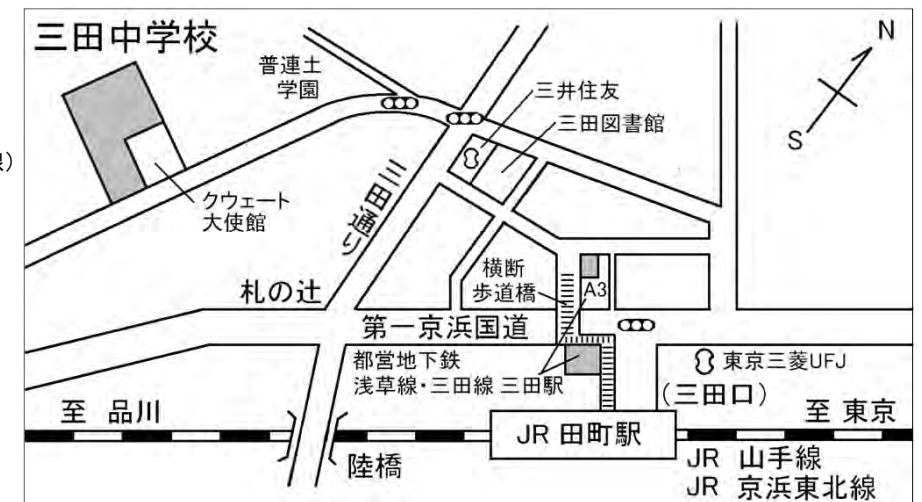 三田中学校
普連土
学園
三井住友
三田図書館
N
S
線）
クウェート
大使館
三田通り
札の辻
横断
歩道橋
A3
第一京浜国道
都営地下鉄
浅草線・三田線 三田駅
東京三菱UFJ
（三田口）
至 品川
至 東京
JR 田町駅
陸橋
JR 山手線
JR 京浜東北線